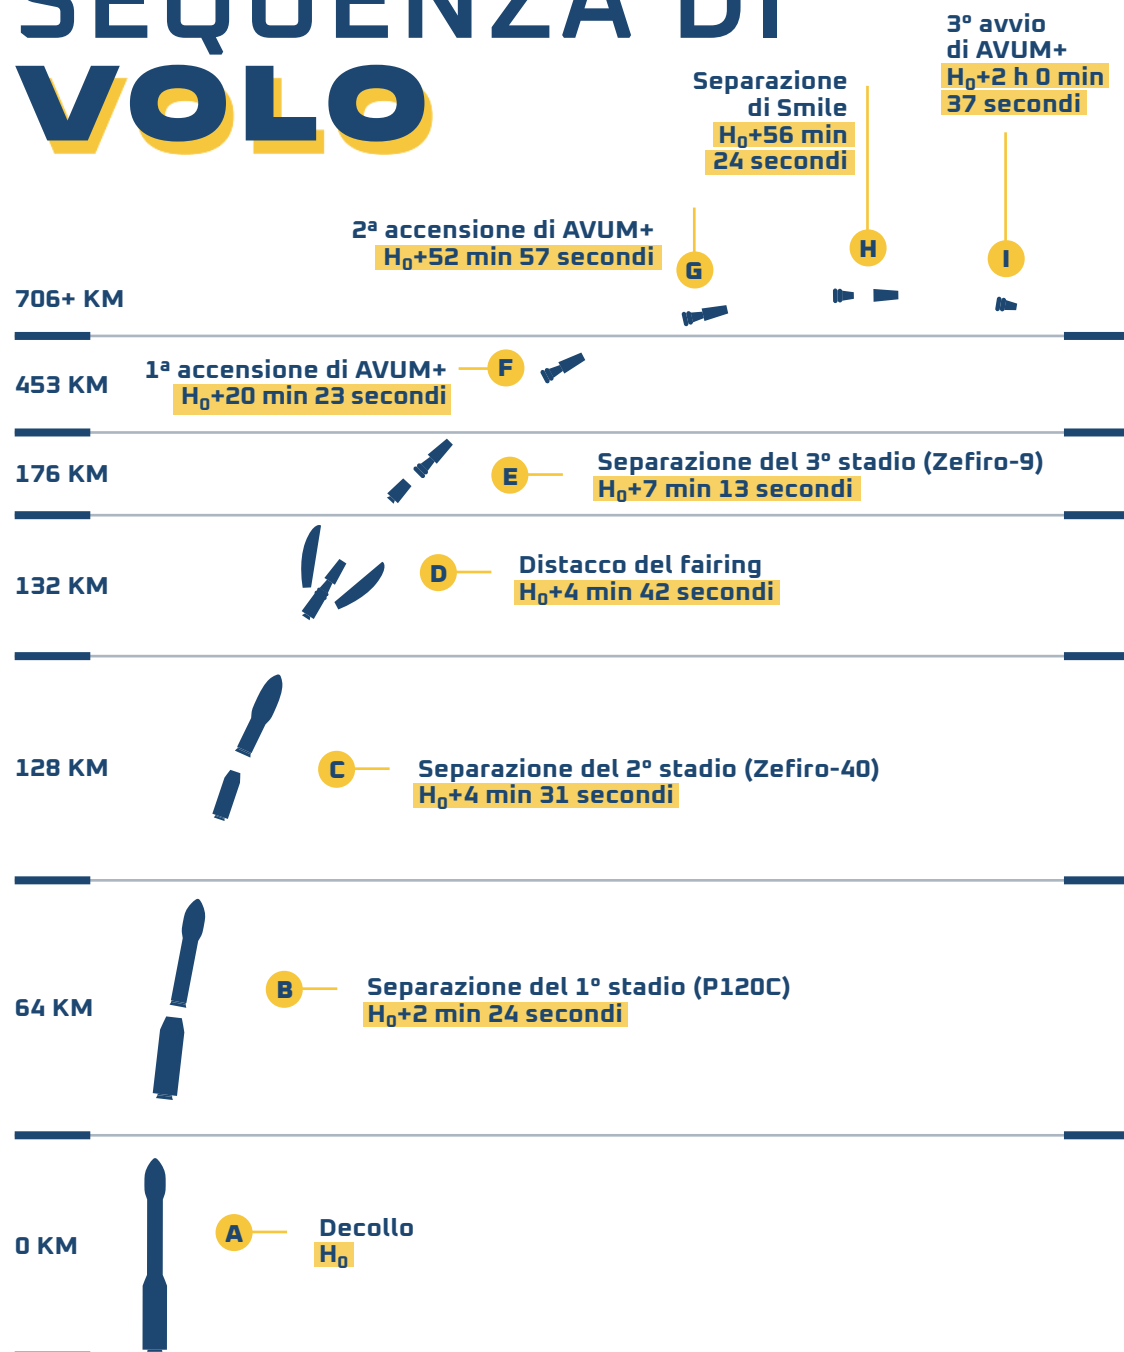 SEQUENZA DI
VOLO
3° avvio
di AVUM+
H₀+2 h 0 min
37 secondi
Separazione
di Smile
H₀+56 min
24 secondi
2ª accensione di AVUM+
H₀+52 min 57 secondi
G
H
I
706+ KM
1ª accensione di AVUM+
H₀+20 min 23 secondi
F
453 KM
176 KM
E
Separazione del 3° stadio (Zefiro-9)
H₀+7 min 13 secondi
132 KM
D
Distacco del fairing
H₀+4 min 42 secondi
128 KM
C
Separazione del 2° stadio (Zefiro-40)
H₀+4 min 31 secondi
64 KM
B
Separazione del 1° stadio (P120C)
H₀+2 min 24 secondi
0 KM
A
Decollo
H₀